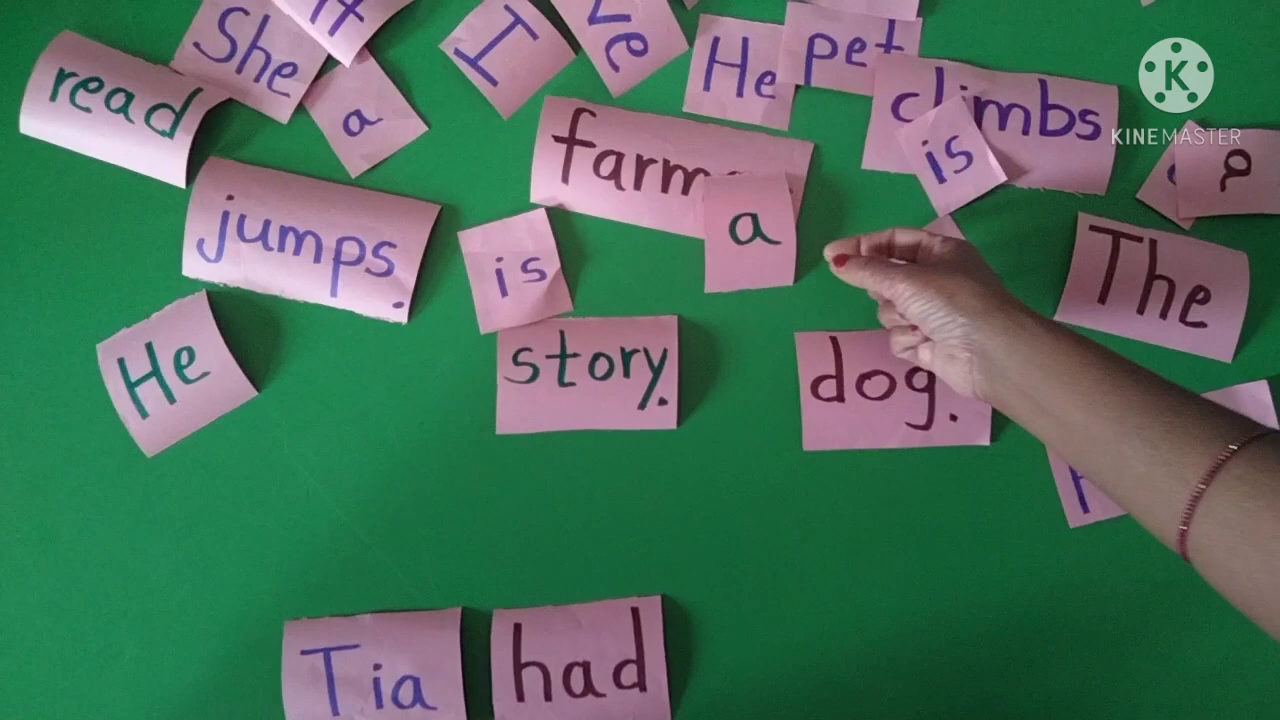 She
I
He
pet
read
a
climbs
is
K
KINEMASTER
?
a
jumps.
is
The
He
story.
dog.
Tia had